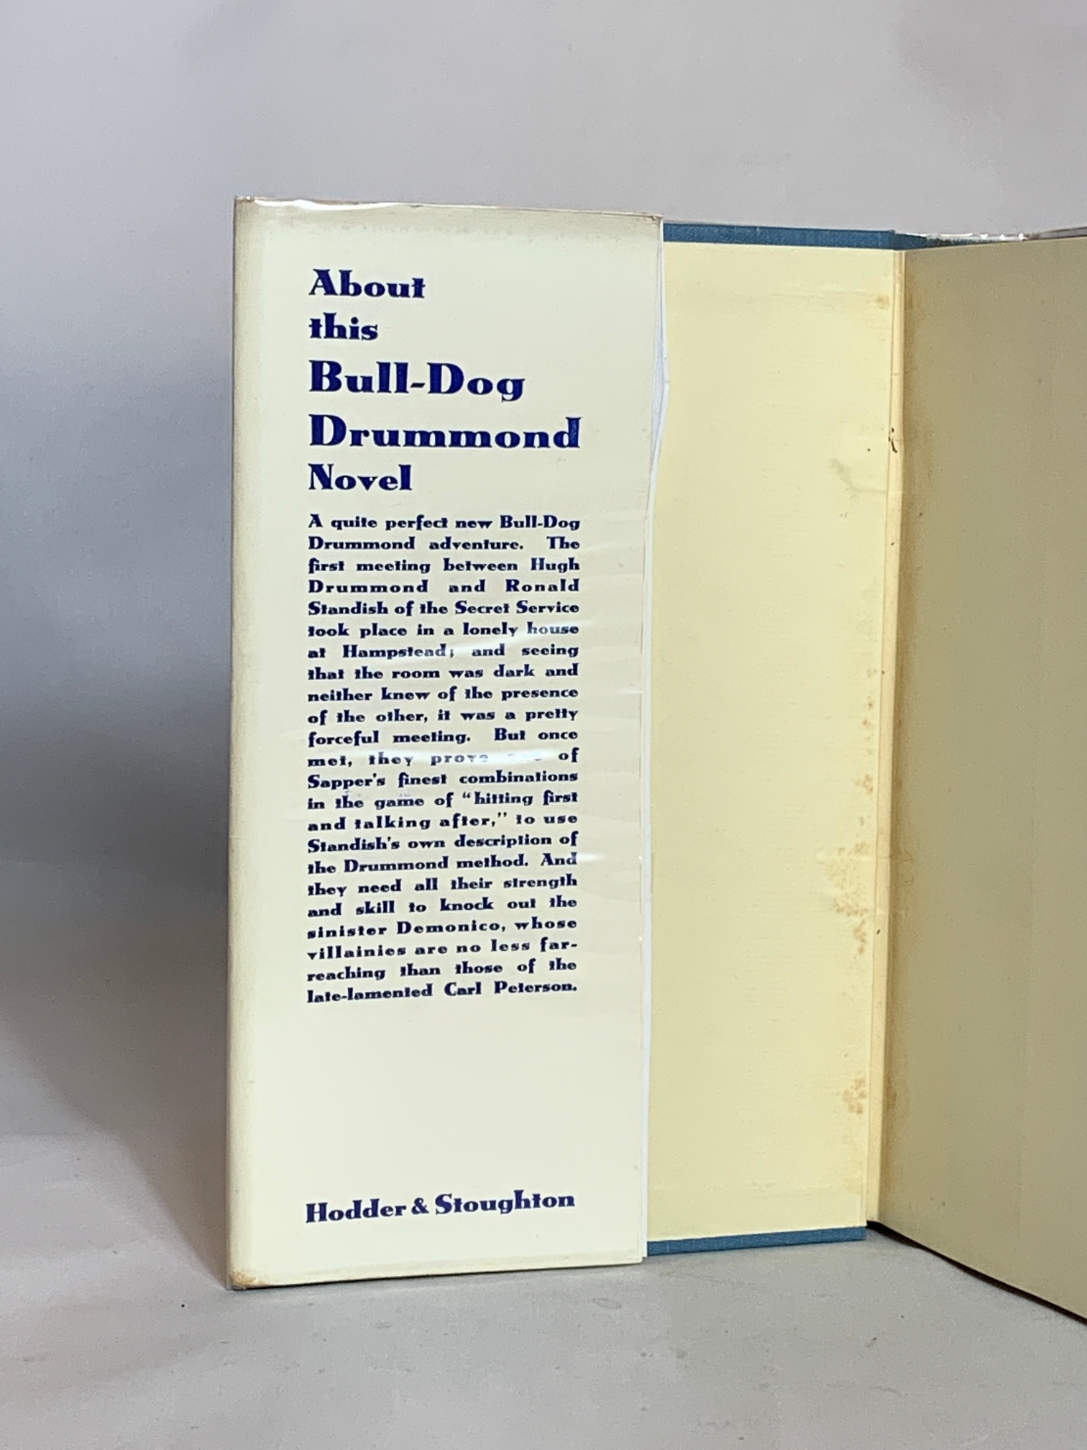 About
this
Bull-Dog
Drummond
Novel
A quite perfect new Bull-Dog
Drummond adventure. The
first meeting between Hugh
Drummond and Ronald
Standish of the Secret Service
took place in a lonely house
at Hampstead; and seeing
that the room was dark and
neither knew of the presence
of the other, it was a pretty
forceful meeting. But once
met, they prove of
Sapper's finest combinations
in the game of "hitting first
and talking after," to use
Standish's own description of
the Drummond method. And
they need all their strength
and skill to knock out the
sinister Demonico, whose
villainies are no less far-
reaching than those of the
late-lamented Carl Peterson.
Hodder & Stoughton